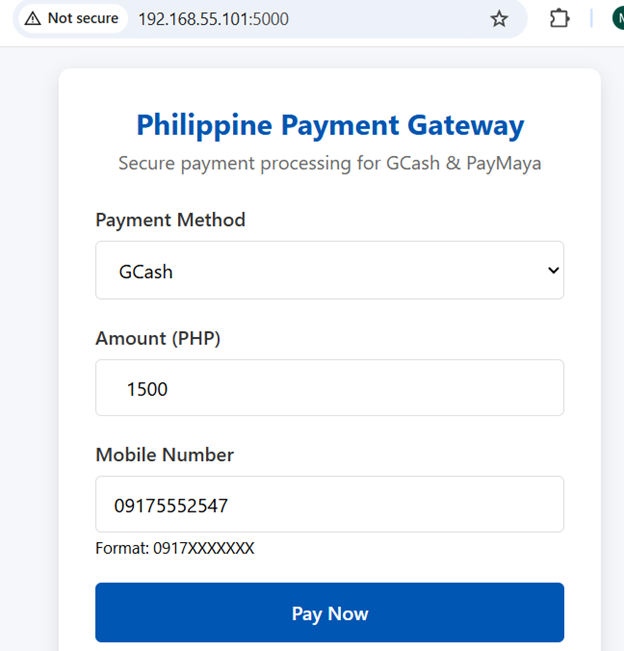 Not secure 192.168.55.101:5000
Philippine Payment Gateway
Secure payment processing for GCash & PayMaya
Payment Method
GCash
Amount (PHP)
1500
Mobile Number
09175552547
Format: 0917XXXXXXX
Pay Now